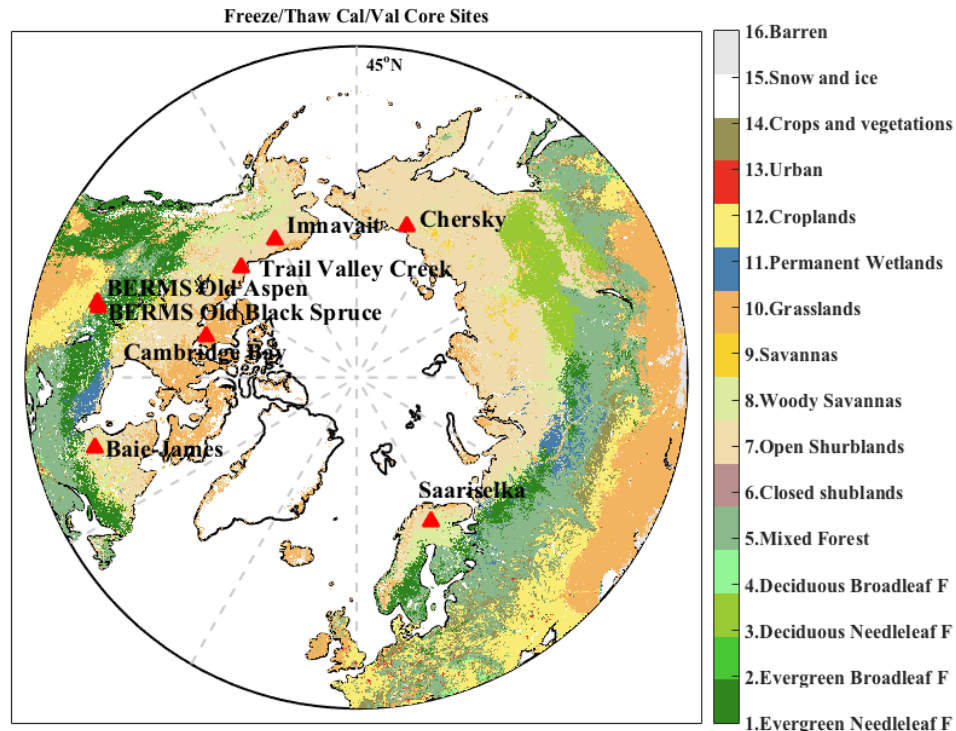 Freeze/Thaw Cal/Val Core Sites
45°N
Imnavait
Chersky
Trail Valley Creek
BERMS Old Aspen
BERMS Old Black Spruce
Cambridge Bay
Baie-James
Saariselka
16.Barren
15.Snow and ice
14.Crops and vegetations
13.Urban
12.Croplands
11.Permanent Wetlands
10.Grasslands
9.Savannas
8.Woody Savannas
7.Open Shurblands
6.Closed shublands
5.Mixed Forest
4.Deciduous Broadleaf F
3.Deciduous Needleleaf F
2.Evergreen Broadleaf F
1.Evergreen Needleleaf F